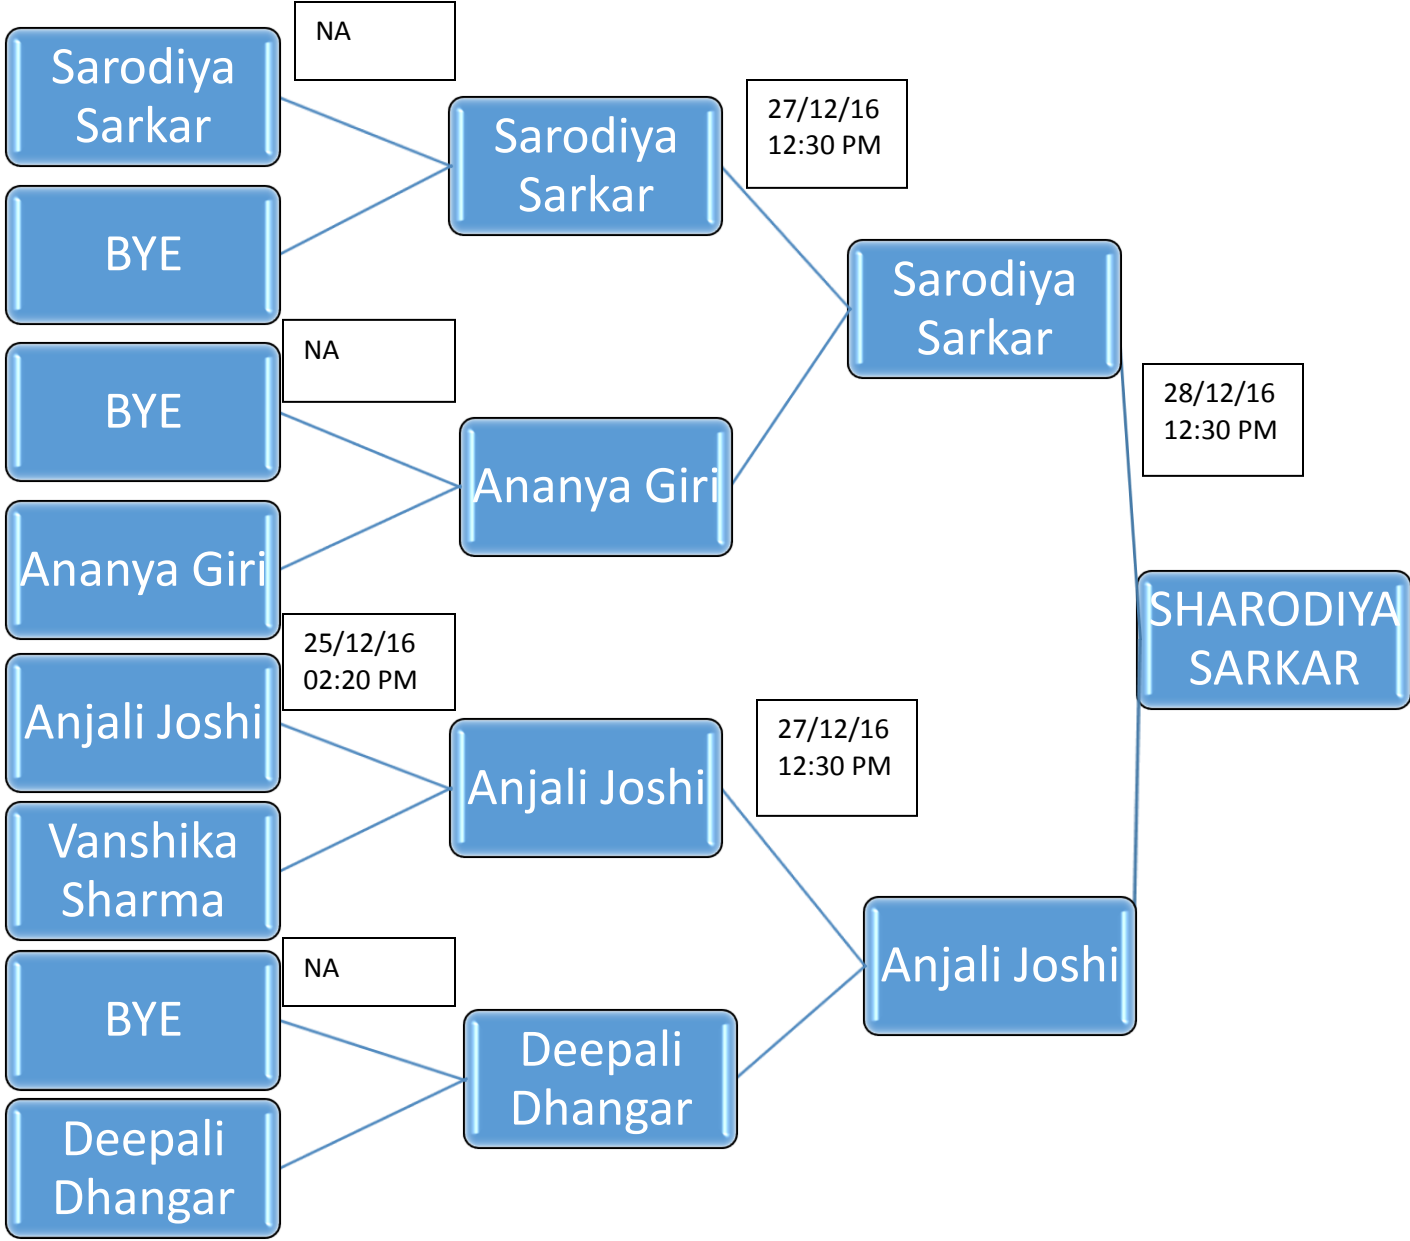 Sarodiya
Sarkar
BYE
BYE
Ananya Giri
Anjali Joshi
Vanshika
Sharma
BYE
Deepali
Dhangar
NA
NA
25/12/16
02:20 PM
NA
Sarodiya
Sarkar
Ananya Giri
Anjali Joshi
Deepali
Dhangar
27/12/16
12:30 PM
27/12/16
12:30 PM
Sarodiya
Sarkar
Anjali Joshi
28/12/16
12:30 PM
SHARODIYA
SARKAR